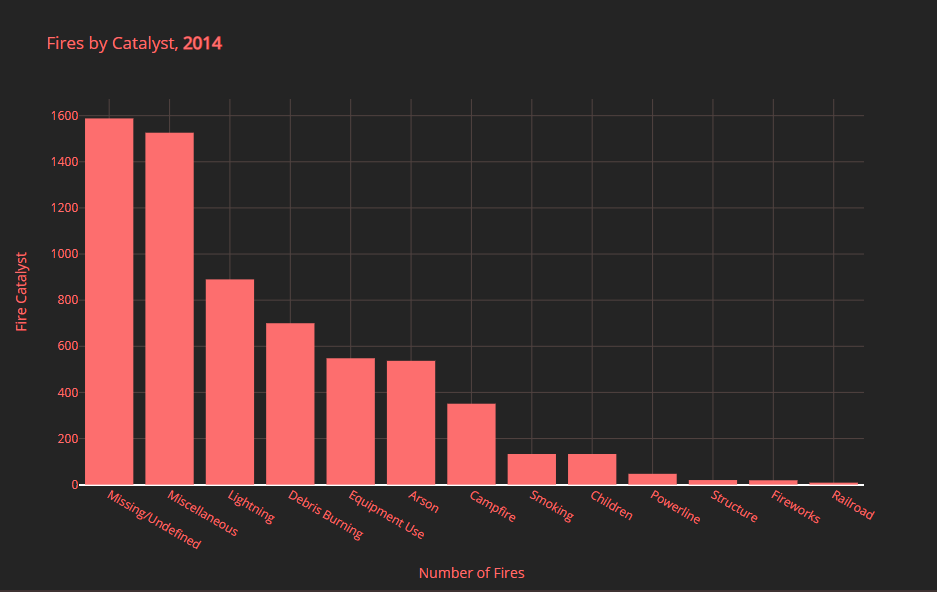 Fires by Catalyst, 2014
Fire Catalyst
1600
1400
1200
1000
800
600
400
200
0
Missing/Undefined
Miscellaneous
Lightning
Debris Burning
Equipment Use
Arson
Campfire
Smoking
Children
Powerline
Structure
Fireworks
Railroad
Number of Fires